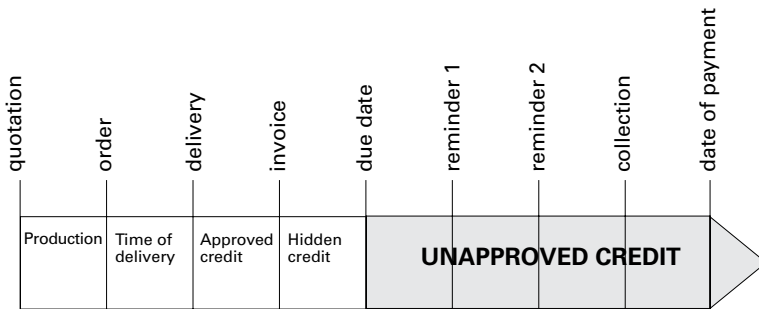 quotation
order
delivery
invoice
due date
reminder 1
reminder 2
collection
date of payment
Production
Time of
delivery
Approved
credit
Hidden
credit
UNAPPROVED CREDIT